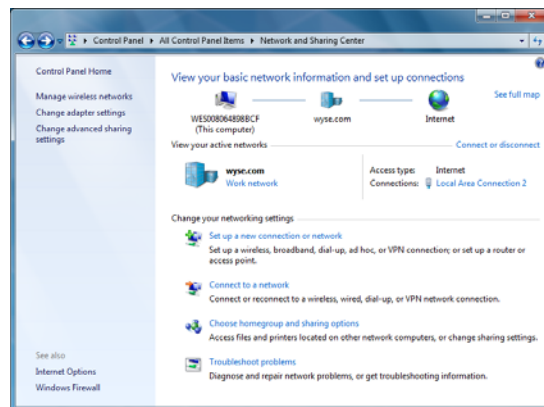 Control Panel ▸ All Control Panel Items ▸ Network and Sharing Center
Control Panel Home
Manage wireless networks
Change adapter settings
Change advanced sharing
settings
View your basic network information and set up connections
See full map
WES008064898BCF
(This computer)
wyse.com
Internet
View your active networks
Connect or disconnect
wyse.com
Work network
Access type: Internet
Connections: Local Area Connection 2
Change your networking settings
Set up a new connection or network
Set up a wireless, broadband, dial-up, ad hoc, or VPN connection; or set up a router or
access point.
Connect to a network
Connect or reconnect to a wireless, wired, dial-up, or VPN network connection.
Choose homegroup and sharing options
Access files and printers located on other network computers, or change sharing settings.
Troubleshoot problems
Diagnose and repair network problems, or get troubleshooting information.
See also
Internet Options
Windows Firewall